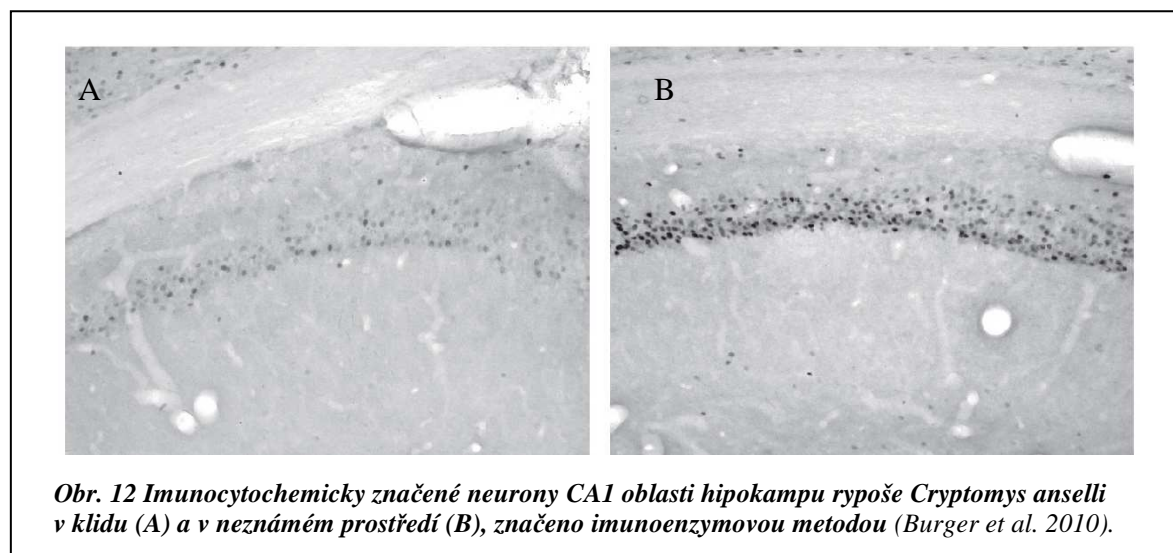 A
B
Obr. 12 Imunocytochemicky značené neurony CA1 oblasti hipokampu rypoše Cryptomys anselli
v klidu (A) a v neznámém prostředí (B), značeno imunoenzymovou metodou (Burger et al. 2010).